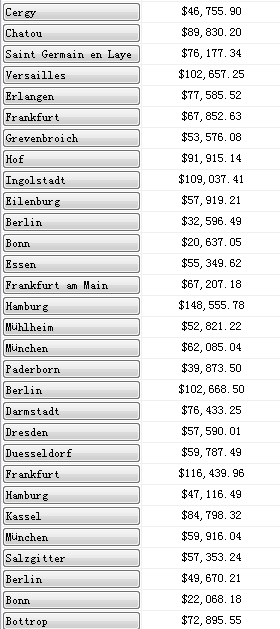 Cergy $46,755.90
Chatou $89,830.20
Saint Germain en Laye $76,177.34
Versailles $102,657.25
Erlangen $77,585.52
Frankfurt $67,852.63
Grevenbroich $53,576.08
Hof $91,915.14
Ingolstadt $109,037.41
Eilenburg $57,919.21
Berlin $32,596.49
Bonn $20,637.05
Essen $55,349.62
Frankfurt am Main $67,207.18
Hamburg $148,555.78
Mühlheim $52,821.22
München $62,085.04
Paderborn $39,873.50
Berlin $102,668.50
Darmstadt $76,433.25
Dresden $57,590.01
Duesseldorf $59,787.49
Frankfurt $116,439.96
Hamburg $47,116.49
Kassel $84,798.32
München $59,916.04
Salzgitter $57,353.24
Berlin $49,670.21
Bonn $22,068.18
Bottrop $72,895.55